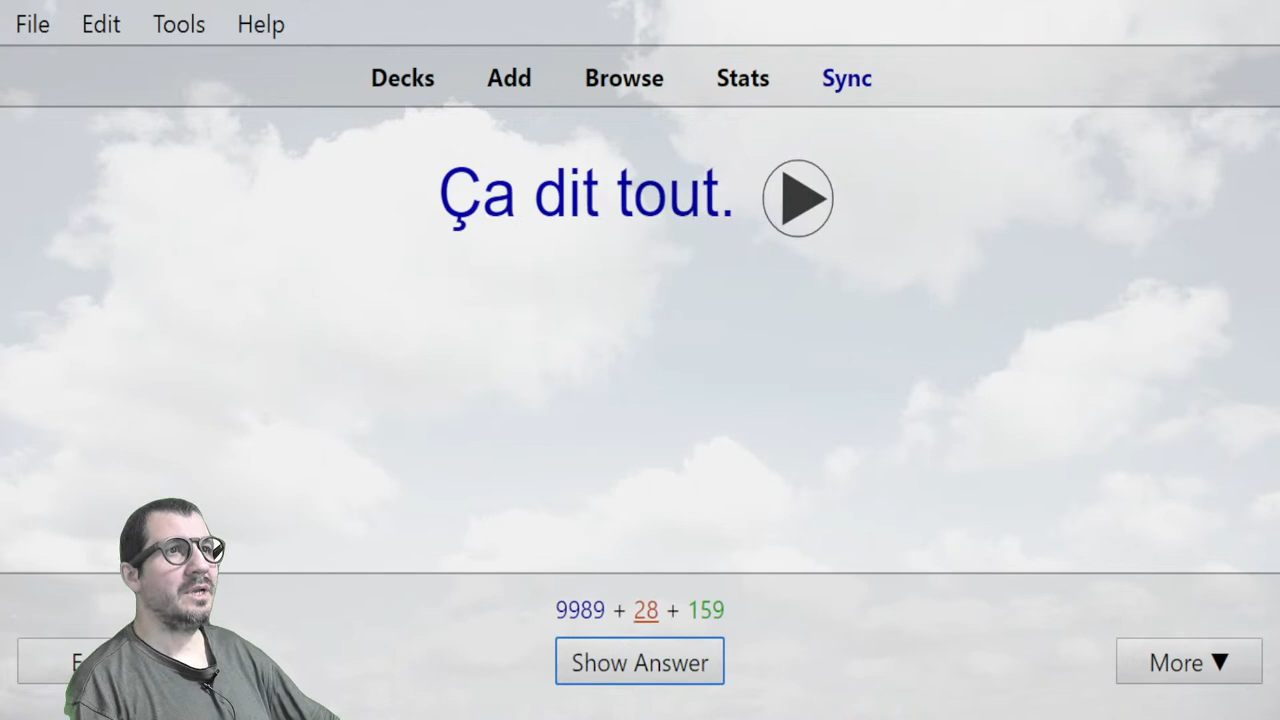 File Edit Tools Help
Decks Add Browse Stats Sync
Ça dit tout.
9989 + 28 + 159
Show Answer More ▼